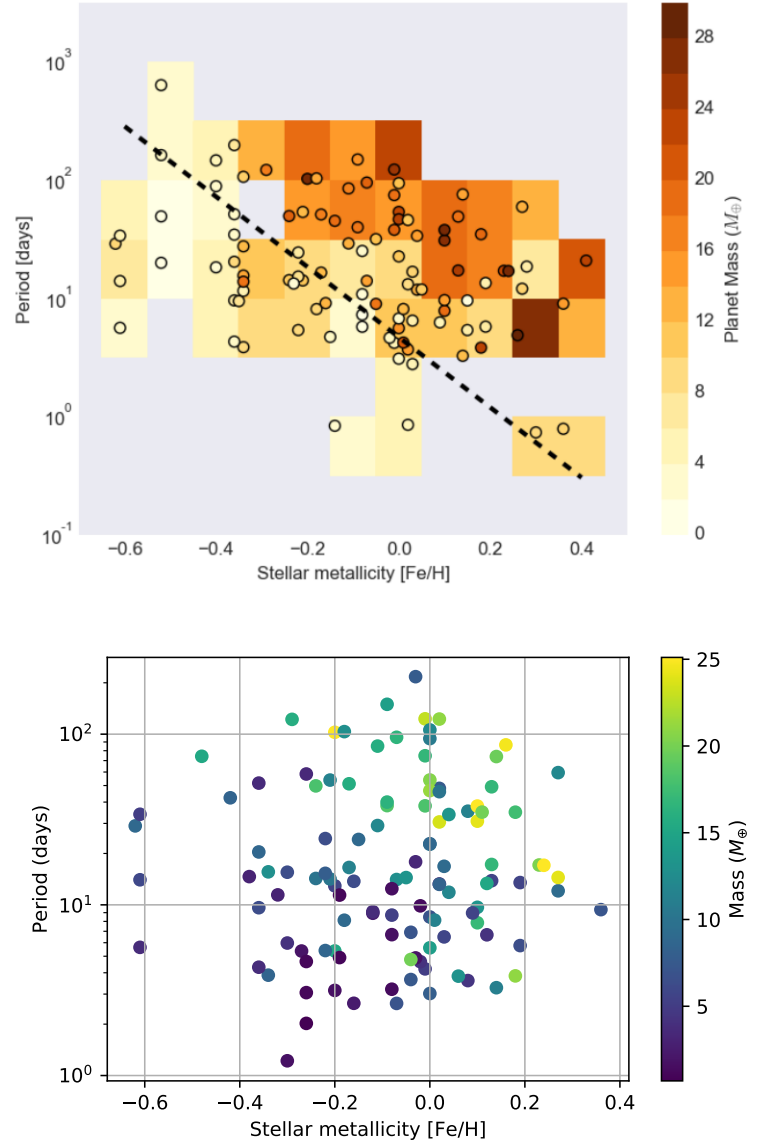 10³
10²
10¹
10⁰
10⁻¹
Period [days]
−0.6 −0.4 −0.2 0.0 0.2 0.4
Stellar metallicity [Fe/H]
28
24
20
16
12
8
4
0
Planet Mass (M⊕)
10²
10¹
10⁰
Period (days)
−0.6 −0.4 −0.2 0.0 0.2 0.4
Stellar metallicity [Fe/H]
25
20
15
10
5
Mass (M⊕)